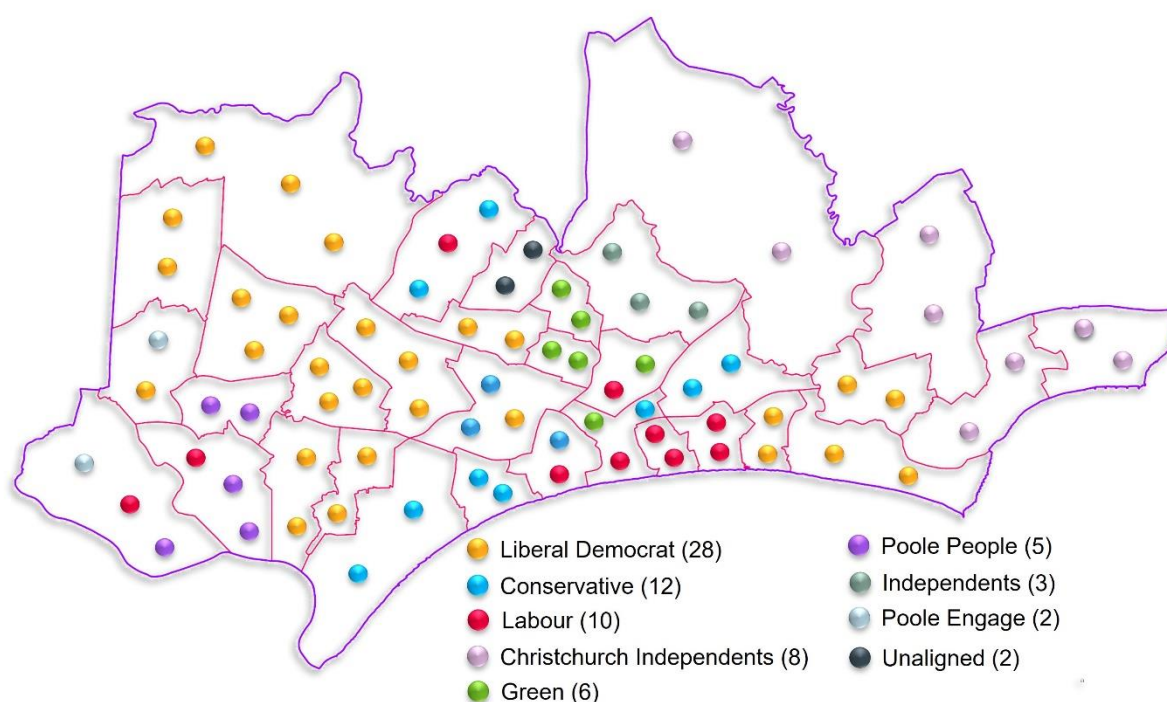 Liberal Democrat (28)
Conservative (12)
Labour (10)
Christchurch Independents (8)
Green (6)
Poole People (5)
Independents (3)
Poole Engage (2)
Unaligned (2)